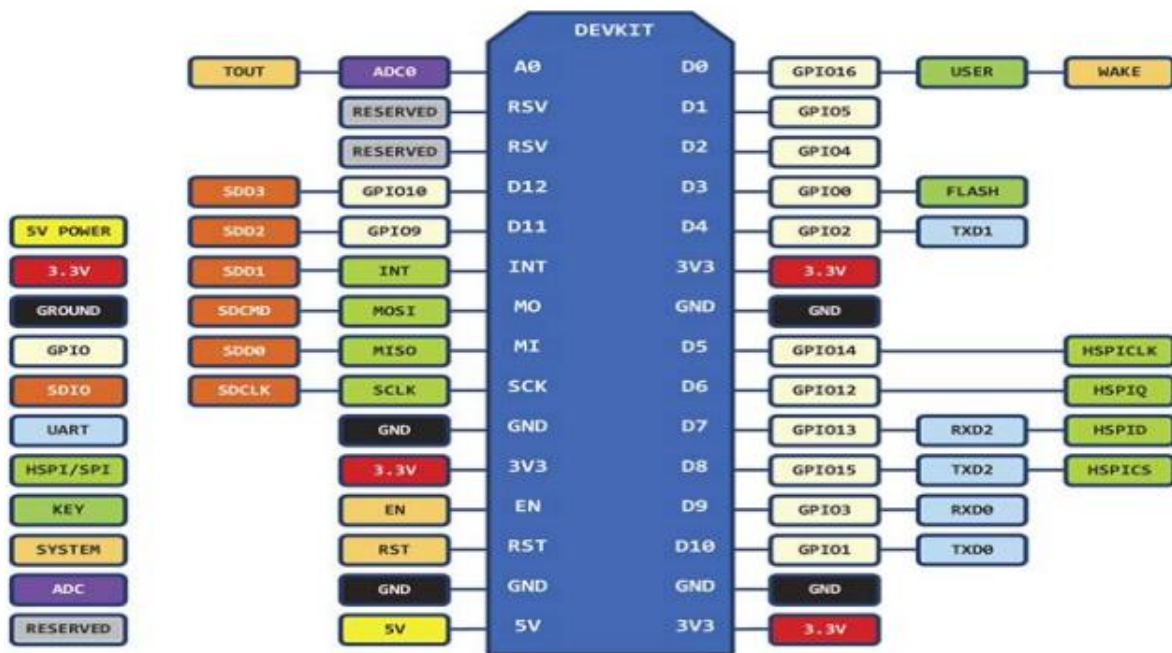 DEVKIT
TOUT ADC0 A0 D0 GPIO16 USER WAKE
RESERVED RSV D1 GPIO5
RESERVED RSV D2 GPIO4
SDD3 GPIO10 D12 D3 GPIO0 FLASH
5V POWER SDD2 GPIO9 D11 D4 GPIO2 TXD1
3.3V SDD1 INT INT 3V3 3.3V
GROUND SDCMD MOSI MO GND GND
GPIO SDD0 MISO MI D5 GPIO14 HSPICLK
SDIO SDCLK SCLK SCK D6 GPIO12 HSPIQ
UART GND GND D7 GPIO13 RXD2 HSPID
HSPI/SPI 3.3V 3V3 D8 GPIO15 TXD2 HSPICS
KEY EN EN D9 GPIO3 RXD0
SYSTEM RST RST D10 GPIO1 TXD0
ADC GND GND GND GND
RESERVED 5V 5V 3V3 3.3V